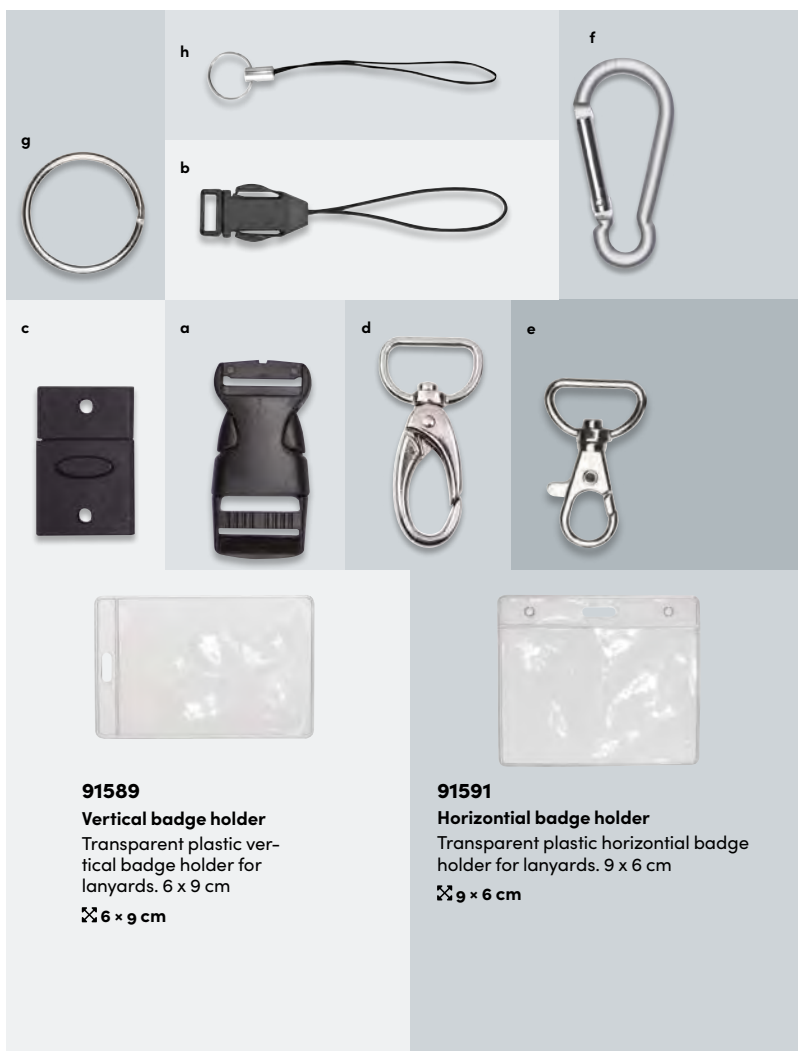 h
f
g
b
c
a
d
e
91589
Vertical badge holder
Transparent plastic ver-
tical badge holder for
lanyards. 6 x 9 cm
6 × 9 cm
91591
Horizontial badge holder
Transparent plastic horizontial badge
holder for lanyards. 9 x 6 cm
9 × 6 cm